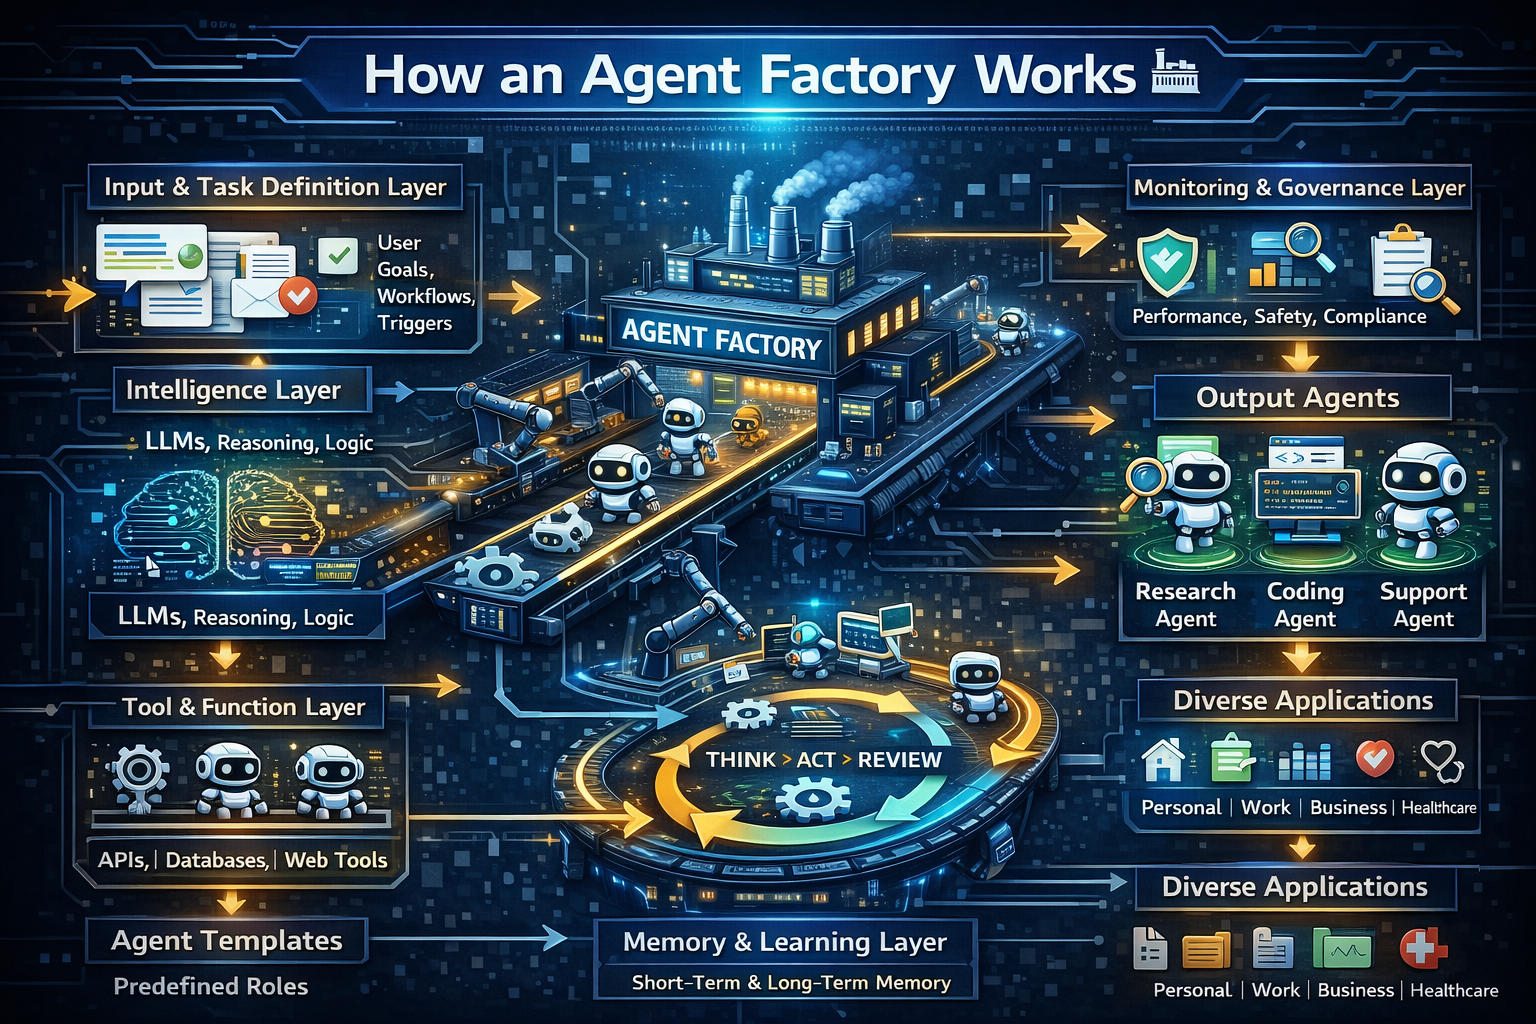 How an Agent Factory Works
Input & Task Definition Layer
User
Goals,
Workflows,
Triggers
Intelligence Layer
LLMs, Reasoning, Logic
LLMs, Reasoning, Logic
Tool & Function Layer
APIs, | Databases, | Web Tools
Agent Templates
Predefined Roles
AGENT FACTORY
THINK > ACT > REVIEW
Memory & Learning Layer
Short-Term & Long-Term Memory
Monitoring & Governance Layer
Performance, Safety, Compliance
Output Agents
Research
Agent
Coding
Agent
Support
Agent
Diverse Applications
Personal | Work | Business | Healthcare
Diverse Applications
Personal | Work | Business | Healthcare